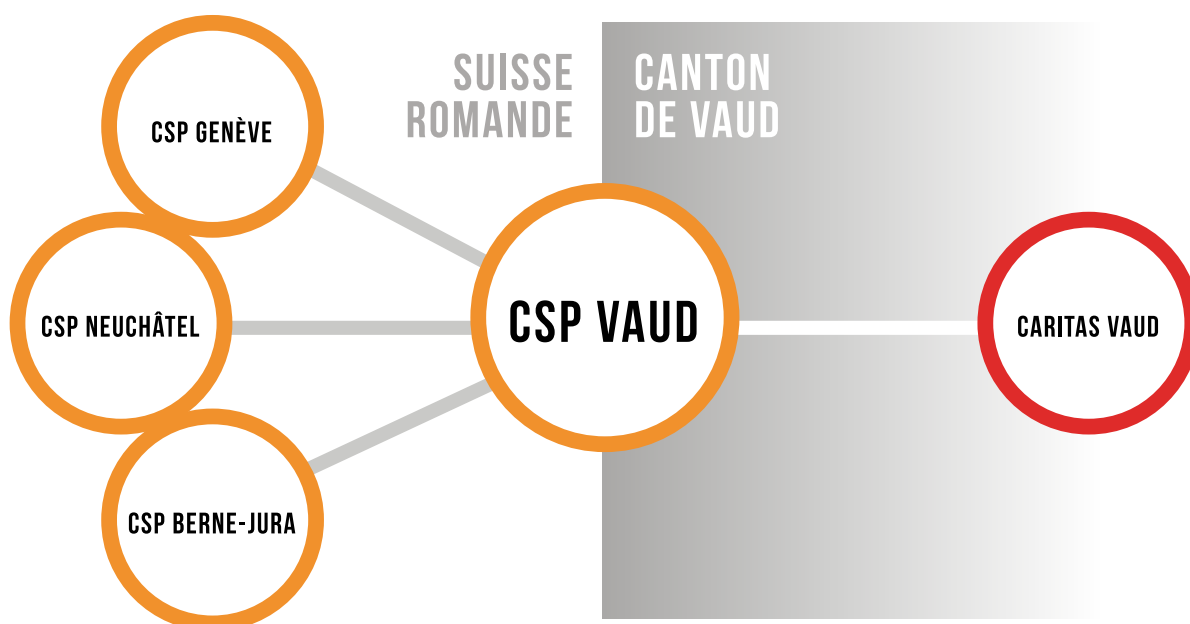 SUISSE
ROMANDE
CANTON
DE VAUD
CSP GENÈVE
CSP NEUCHÂTEL
CSP BERNE-JURA
CSP VAUD
CARITAS VAUD